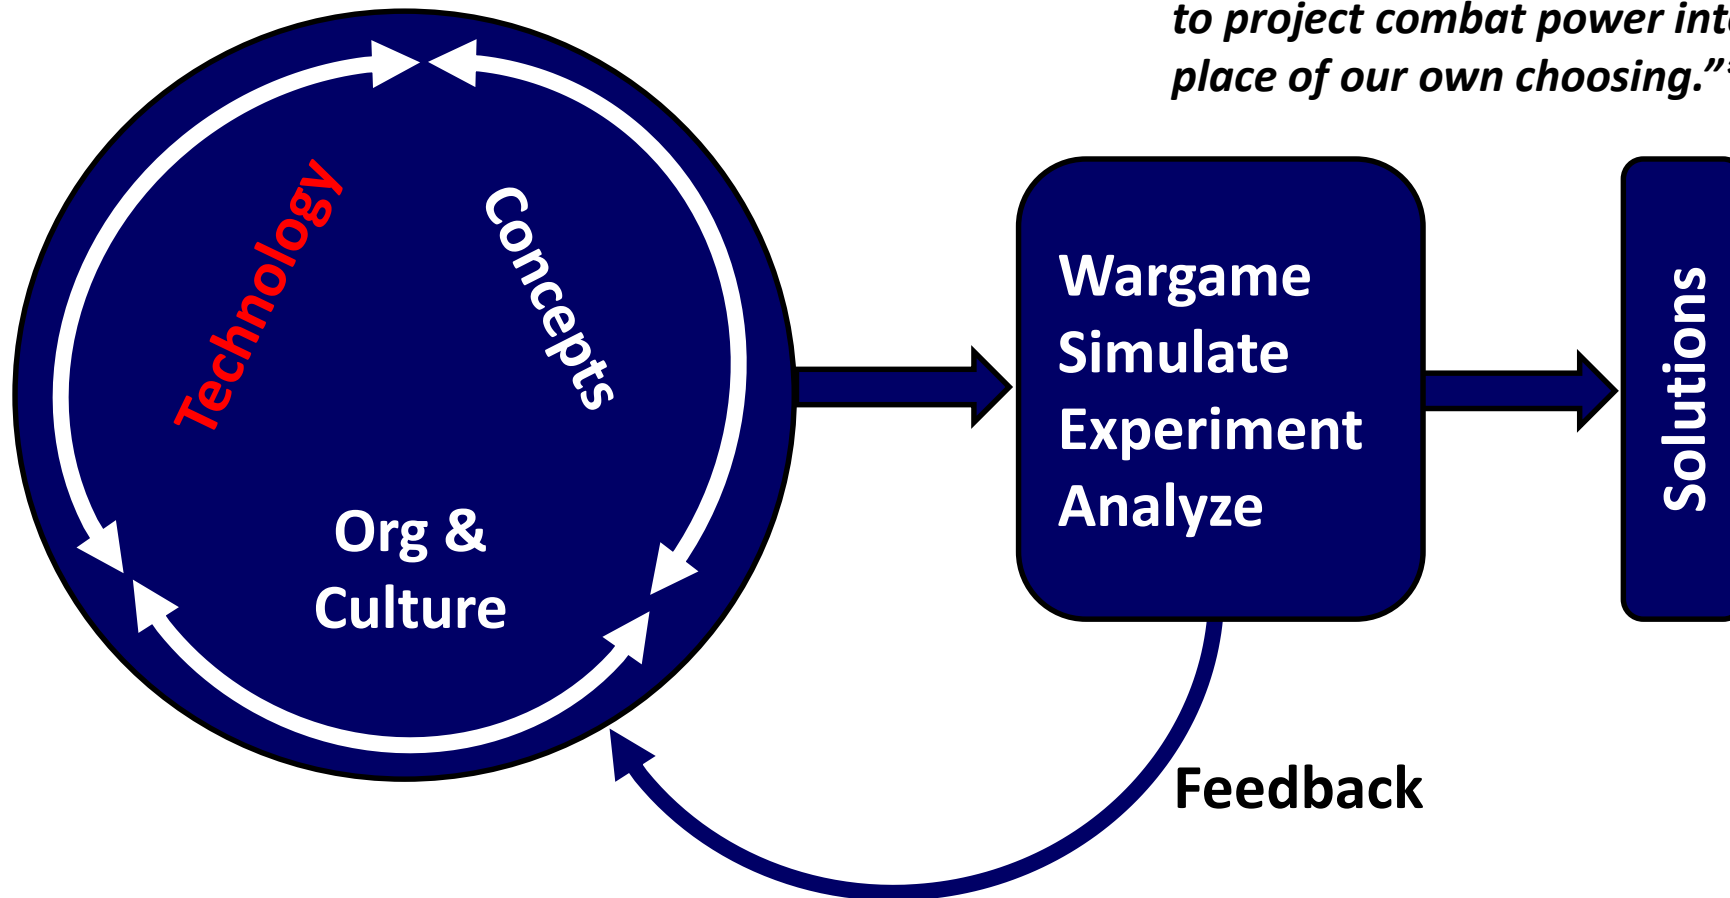 to project combat power into
place of our own choosing.”*
Technology
Concepts
Org &
Culture
Wargame
Simulate
Experiment
Analyze
Solutions
Feedback